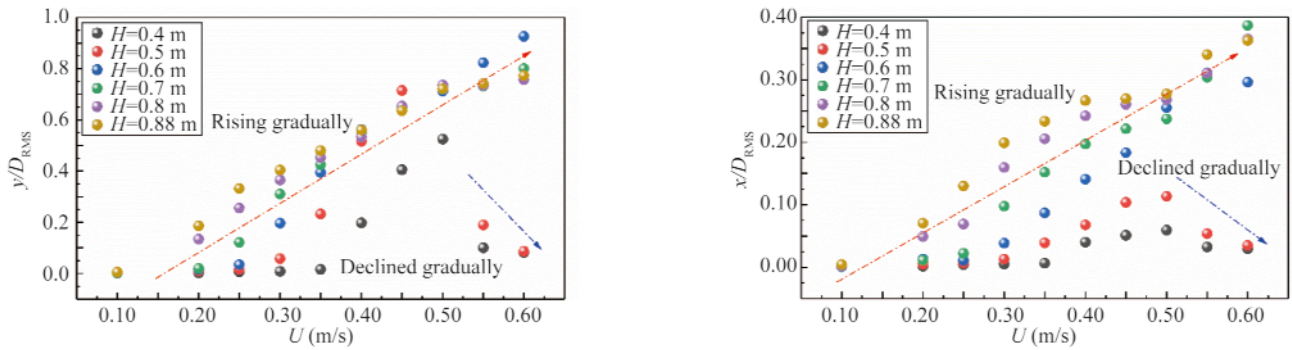 1.0
0.8
0.6
0.4
0.2
0.0
y/D_RMS
H=0.4 m
H=0.5 m
H=0.6 m
H=0.7 m
H=0.8 m
H=0.88 m
Rising gradually
Declined gradually
0.10 0.20 0.30 0.40 0.50 0.60
U (m/s)
0.40
0.30
0.20
0.10
0.00
x/D_RMS
H=0.4 m
H=0.5 m
H=0.6 m
H=0.7 m
H=0.8 m
H=0.88 m
Rising gradually
Declined gradually
0.10 0.20 0.30 0.40 0.50 0.60
U (m/s)